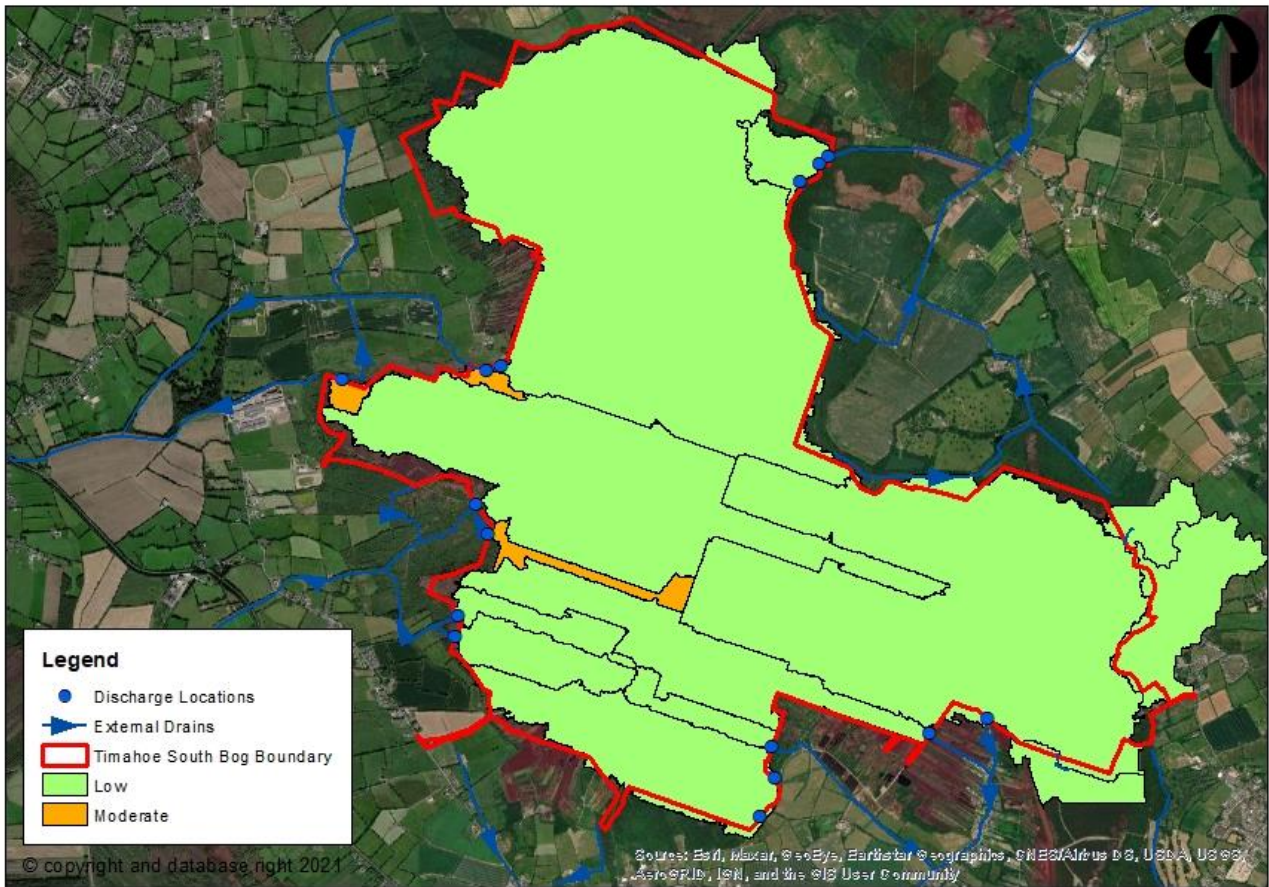 Legend
Discharge Locations
External Drains
Timahoe South Bog Boundary
Low
Moderate
© copyright and database right 2021
Source: Esri, Maxar, GeoEye, Earthstar Geographics, CNES/Airbus DS, USDA, USGS,
AeroGRID, IGN, and the GIS User Community